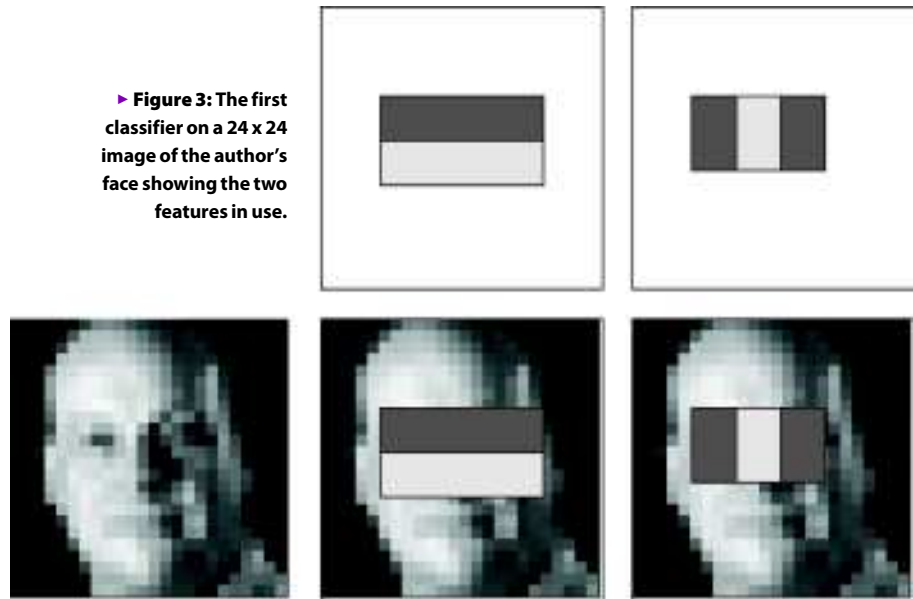 ► Figure 3: The first
classifier on a 24 x 24
image of the author's
face showing the two
features in use.